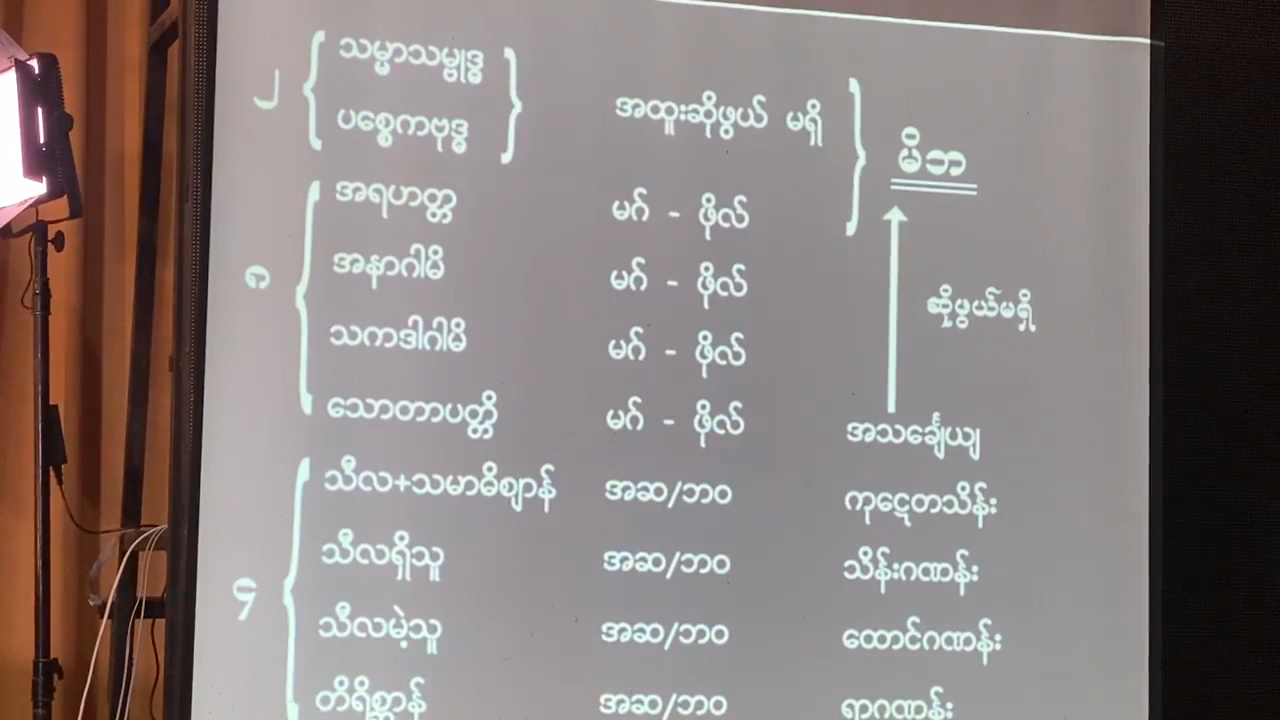 ၂ သမ္မာသမ္ဗုဒ္ဓ
ပစ္စေကဗုဒ္ဓ
အထူးဆိုဖွယ် မရှိ
မိဘ
၈ အရဟတ္တ မဂ် - ဖိုလ်
အနာဂါမိ မဂ် - ဖိုလ်
သကဒါဂါမိ မဂ် - ဖိုလ်
သောတာပတ္တိ မဂ် - ဖိုလ် အသင်္ချေယျ
ဆိုဖွယ်မရှိ
၄ သီလ+သမာဓိဈာန် အဆ/ဘဝ ကုဋေတသိန်း
သီလရှိသူ အဆ/ဘဝ သိန်းဂဏန်း
သီလမဲ့သူ အဆ/ဘဝ ထောင်ဂဏန်း
တိရိစ္ဆာန် အဆ/ဘဝ ရာဂဏန်း